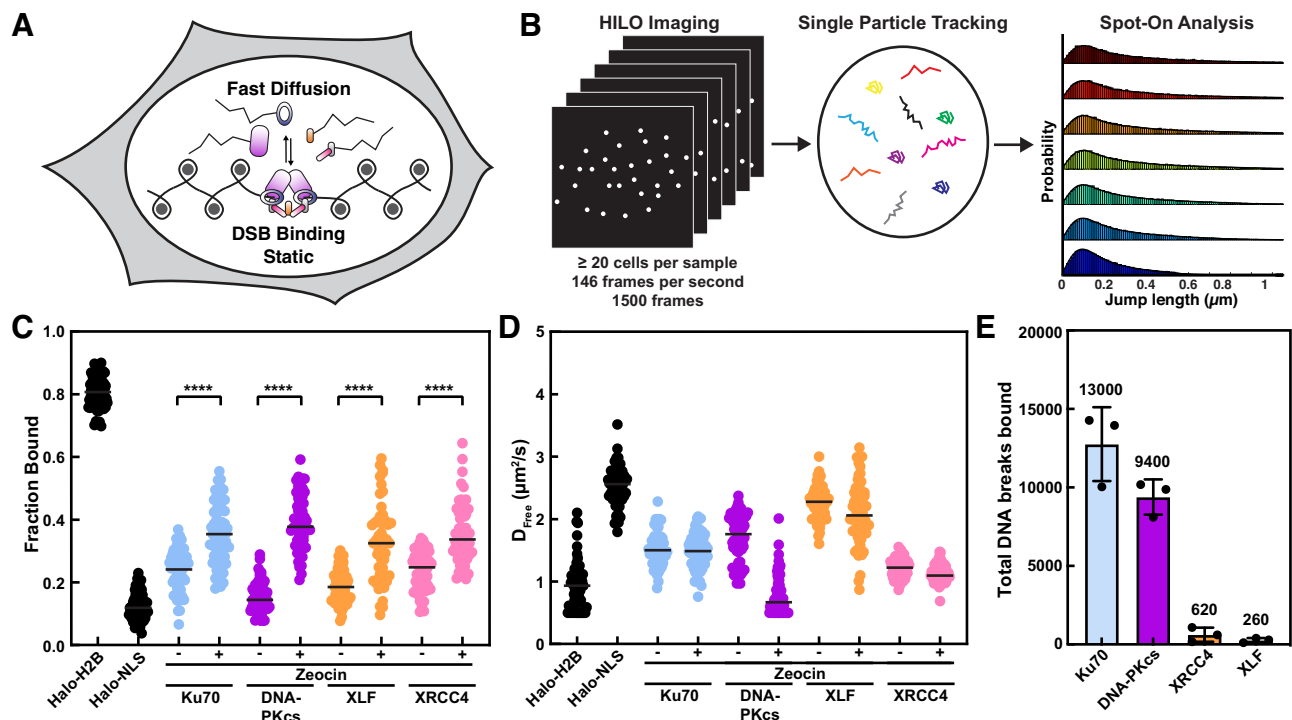 A
Fast Diffusion
DSB Binding
Static
B
HILO Imaging
Single Particle Tracking
Spot-On Analysis
≥ 20 cells per sample
146 frames per second
1500 frames
Probability
0 0.2 0.4 0.6 0.8 1
Jump length (µm)
C
Fraction Bound
1.0
0.8
0.6
0.4
0.2
0.0
**** **** **** ****
- + - + - + - +
Zeocin
Halo-H2B
Halo-NLS
Ku70
DNA-
PKcs
XLF
XRCC4
D
D Free (µm²/s)
5
4
3
2
1
0
- + - + - + - +
Zeocin
Halo-H2B
Halo-NLS
Ku70
DNA-
PKcs
XLF
XRCC4
E
Total DNA breaks bound
20000
15000
10000
5000
0
13000
9400
620
260
Ku70
DNA-PKcs
XRCC4
XLF